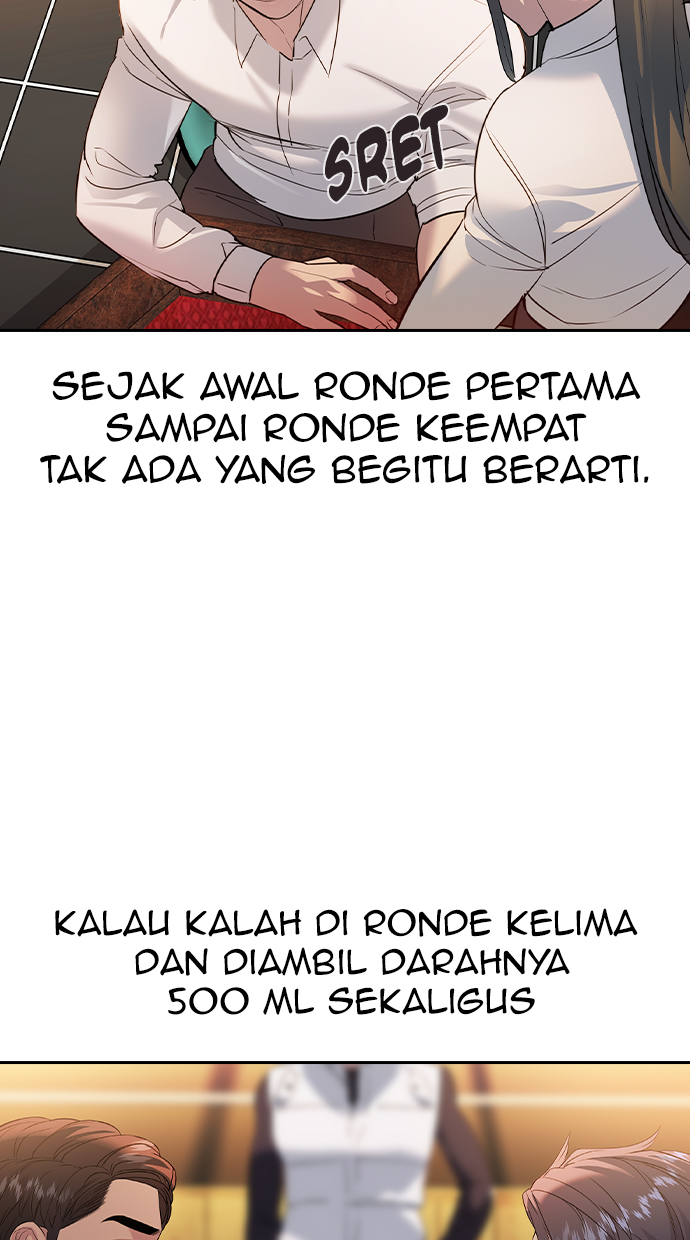 SRET
SEJAK AWAL RONDE PERTAMA
SAMPAI RONDE KEEMPAT
TAK ADA YANG BEGITU BERARTI.
KALAU KALAH DI RONDE KELIMA
DAN DIAMBIL DARAHNYA
500 ML SEKALIGUS